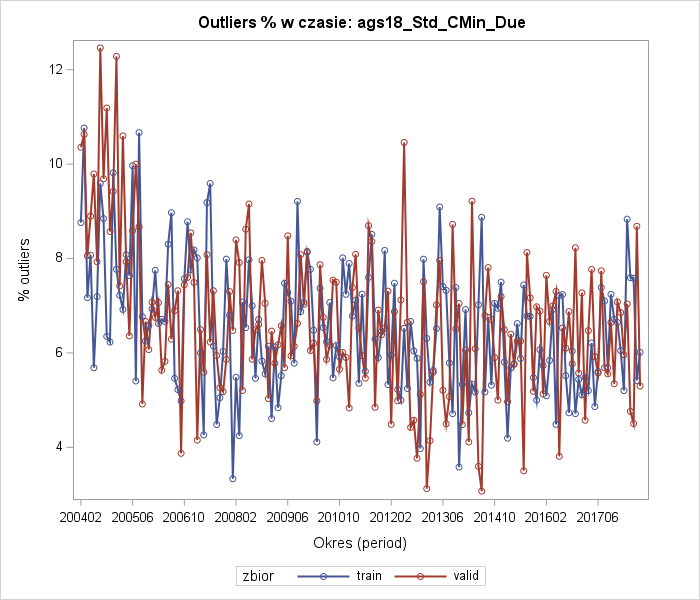 Outliers % w czasie: ags18_Std_CMin_Due
% outliers
12
10
8
6
4
200402 200506 200610 200802 200906 201010 201202 201306 201410 201602 201706
Okres (period)
zbior train valid